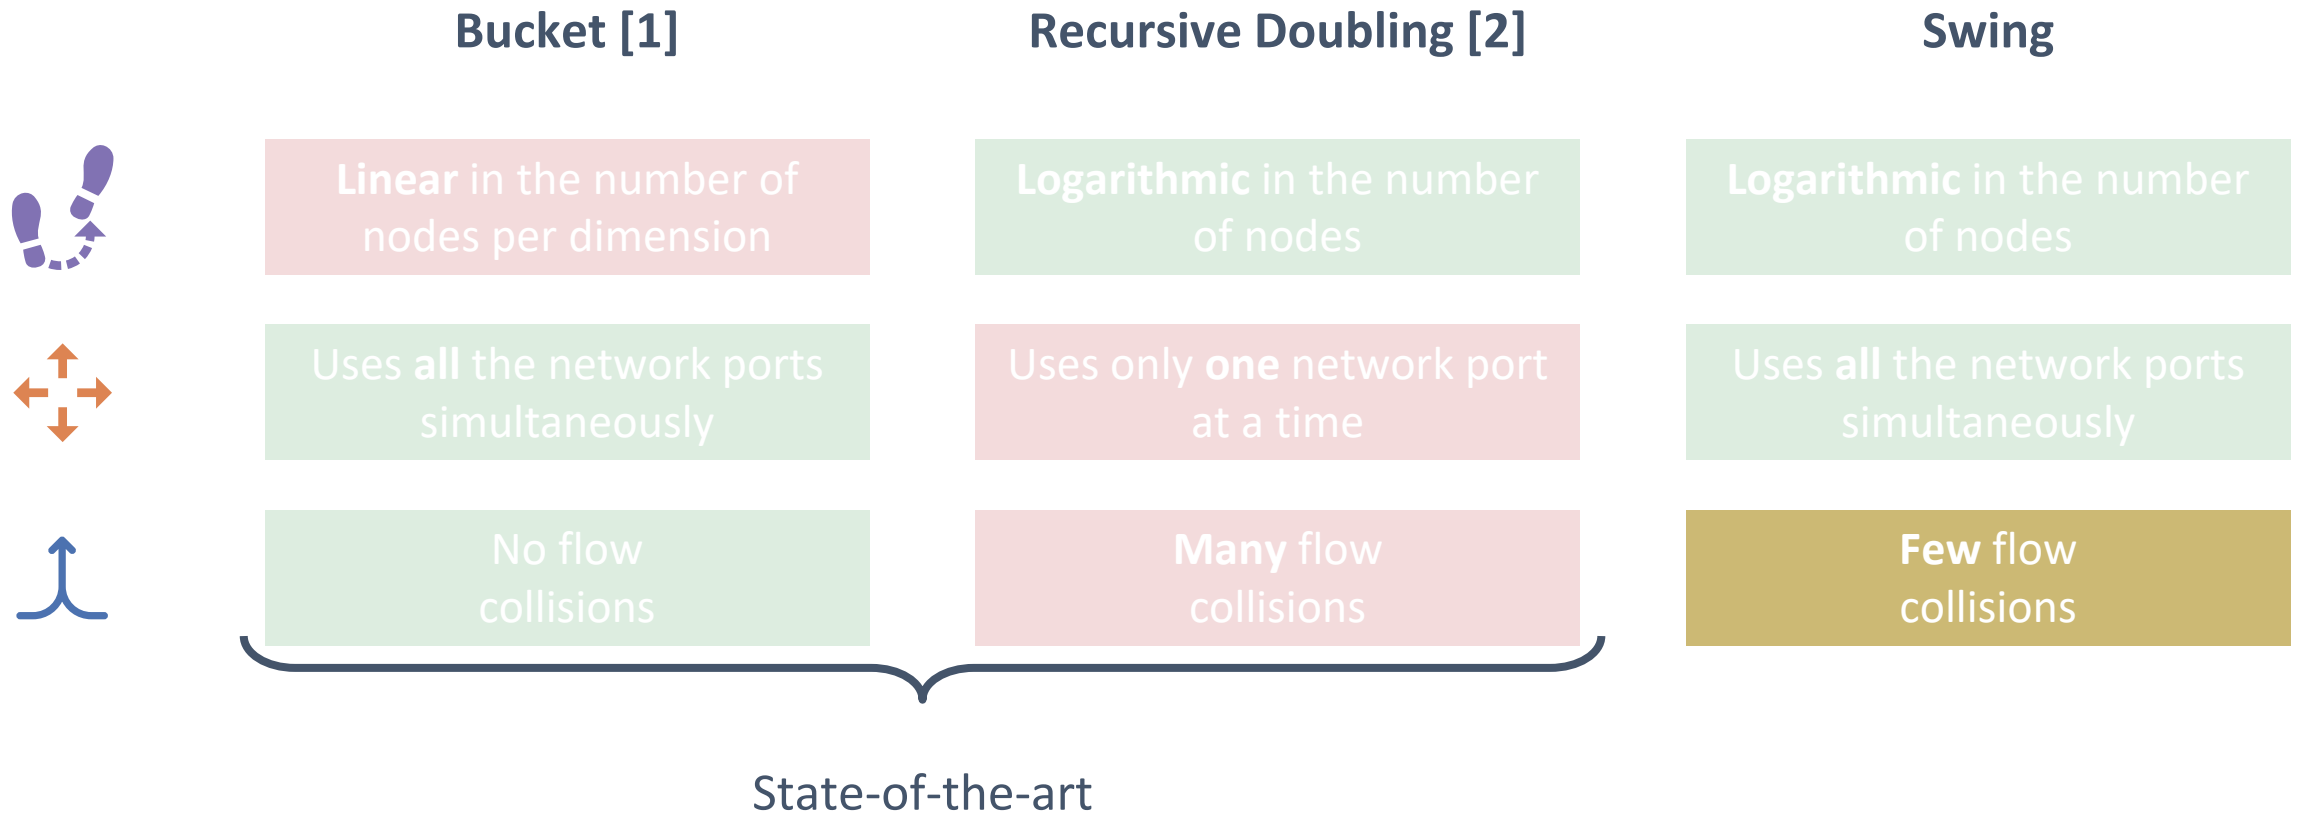 Bucket [1]
Recursive Doubling [2]
Swing
Linear in the number of
nodes per dimension
Logarithmic in the number
of nodes
Logarithmic in the number
of nodes
Uses all the network ports
simultaneously
Uses only one network port
at a time
Uses all the network ports
simultaneously
No flow
collisions
Many flow
collisions
Few flow
collisions
State-of-the-art